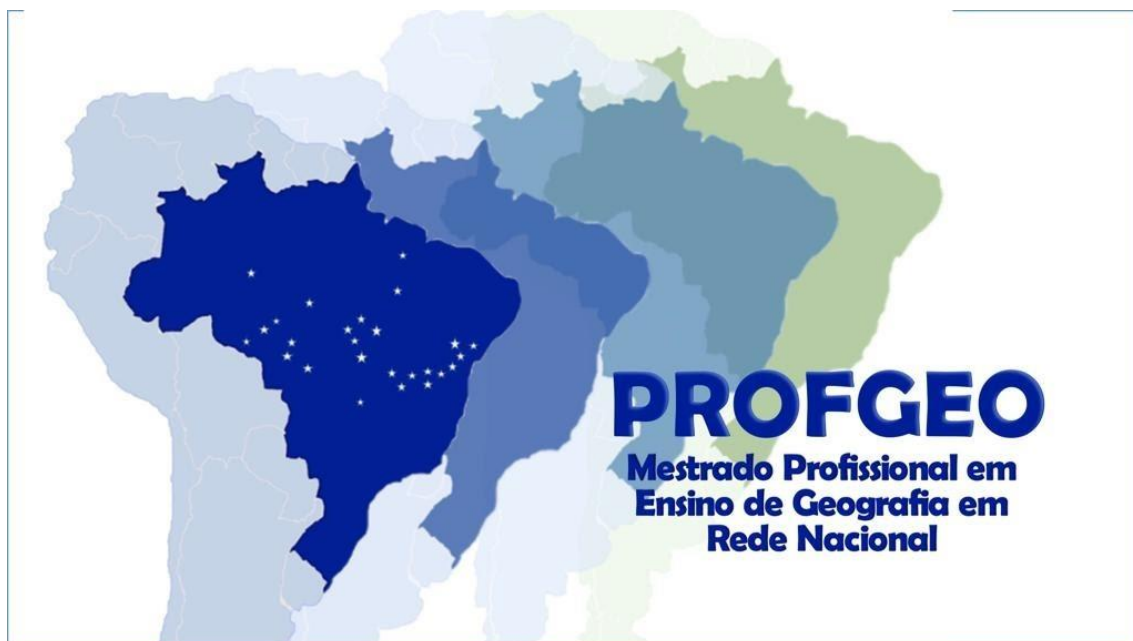 PROFGEO
Mestrado Profissional em
Ensino de Geografia em
Rede Nacional